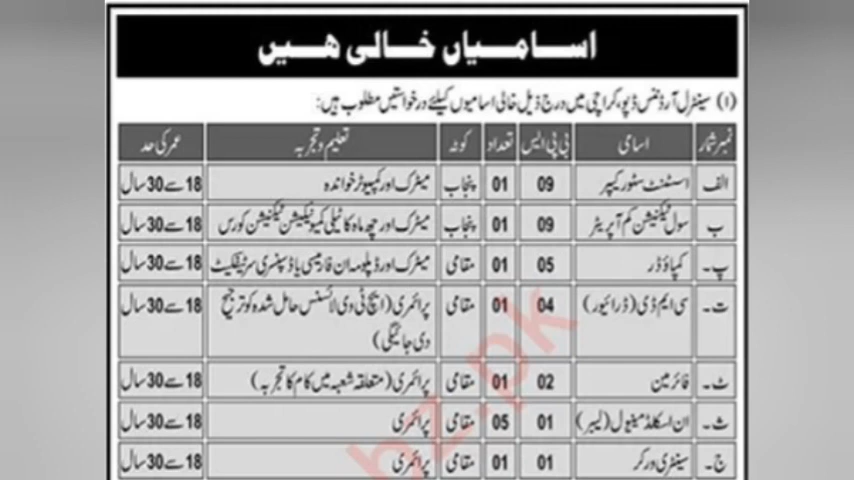 اسامیاں خالی ہیں
(۱) سینٹرل آرڈننس ڈپو، کراچی میں درج ذیل خالی اسامیوں کیلئے درخواستیں مطلوب ہیں:
نمبر شمار اسامی بی پی ایس تعداد کوٹہ تعلیم و تجربہ عمر کی حد
الف اسسٹنٹ سٹور کیپر 09 01 پنجاب میٹرک اور کمپیوٹر خواندہ 18 سے 30 سال
ب سول ٹیکنیشن کم آپریٹر 09 01 پنجاب میٹرک اور چھ ماہ کا ٹیلی کمیونیکیشن ٹیکنیشن کورس 18 سے 30 سال
پ۔ کمپاؤڈر 05 01 مقامی میٹرک اور ڈپلومہ ان فارمیسی یا ڈسپنسری سرٹیفکیٹ 18 سے 30 سال
ت۔ سی ایم ڈی (ڈرائیور) 04 01 مقامی پرائمری (ایچ ٹی وی لائسنس حامل شدہ کو ترجیح
دی جائیگی) 18 سے 30 سال
ٹ۔ فائرمین 02 01 مقامی پرائمری (متعلقہ شعبہ میں کام کا تجربہ) 18 سے 30 سال
ث۔ ان اسکلڈ مینیول (لیبر) 01 05 مقامی پرائمری 18 سے 30 سال
ج۔ سینٹری ورکر 01 01 مقامی پرائمری 18 سے 30 سال